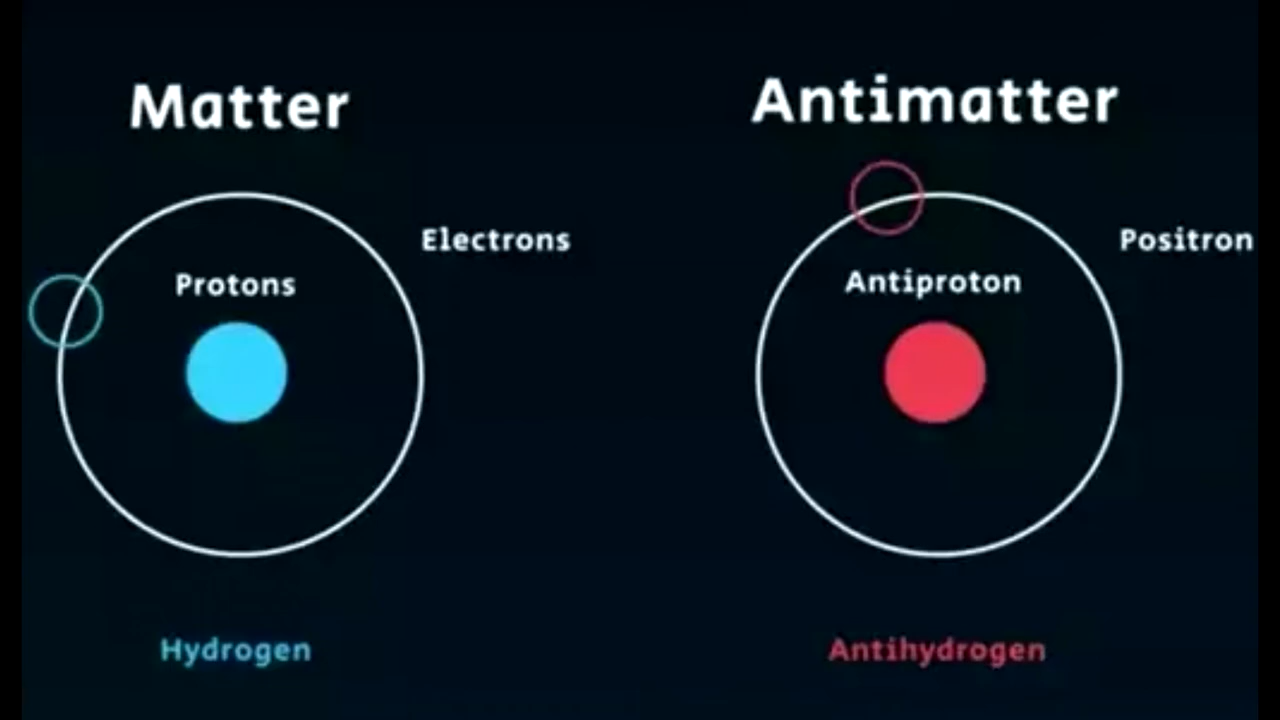 Matter
Antimatter
Electrons
Positron
Protons
Antiproton
Hydrogen
Antihydrogen